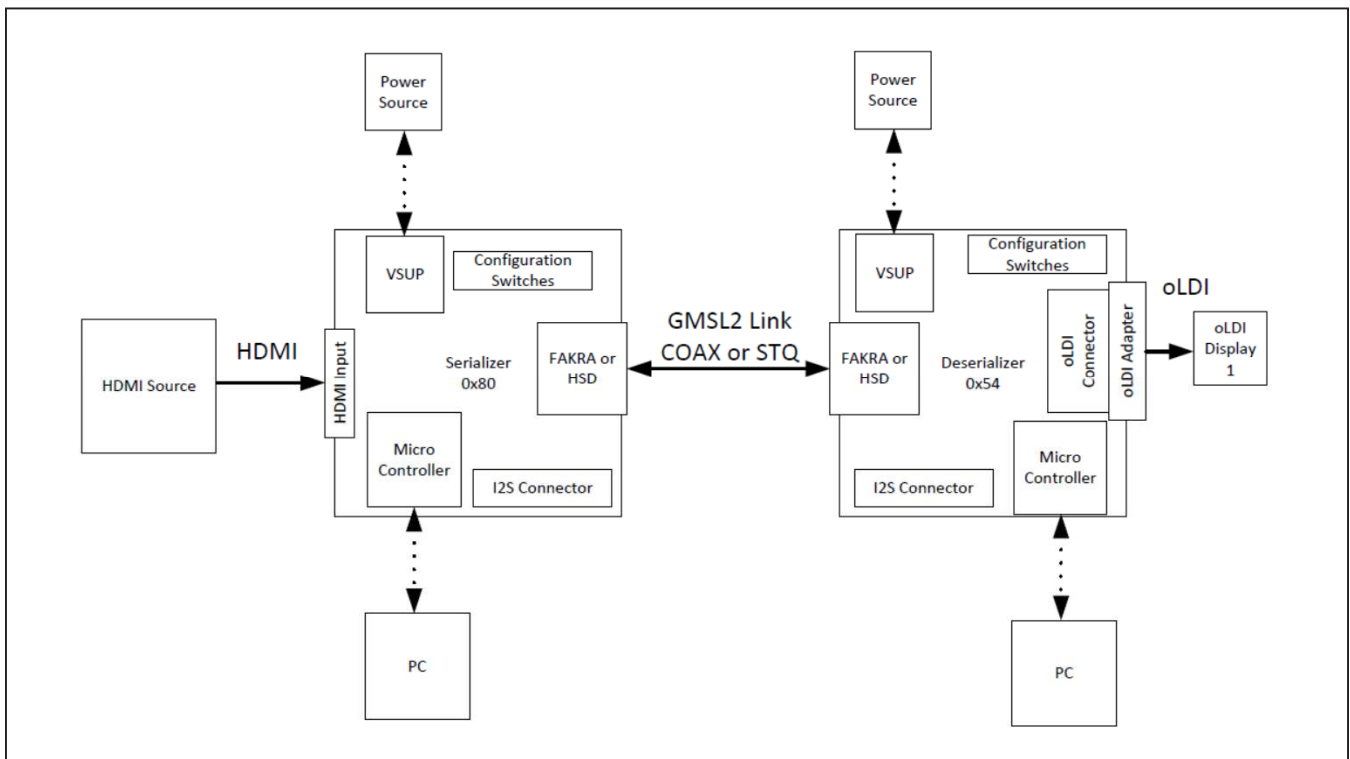 Power
Source
Power
Source
VSUP
Configuration
Switches
VSUP
Configuration
Switches
HDMI Source
HDMI
HDMI Input
Serializer
0x80
FAKRA or
HSD
GMSL2 Link
COAX or STQ
FAKRA or
HSD
Deserializer
0x54
oLDI
Connector
oLDI Adapter
oLDI
oLDI
Display
1
Micro
Controller
I2S Connector
I2S Connector
Micro
Controller
PC
PC